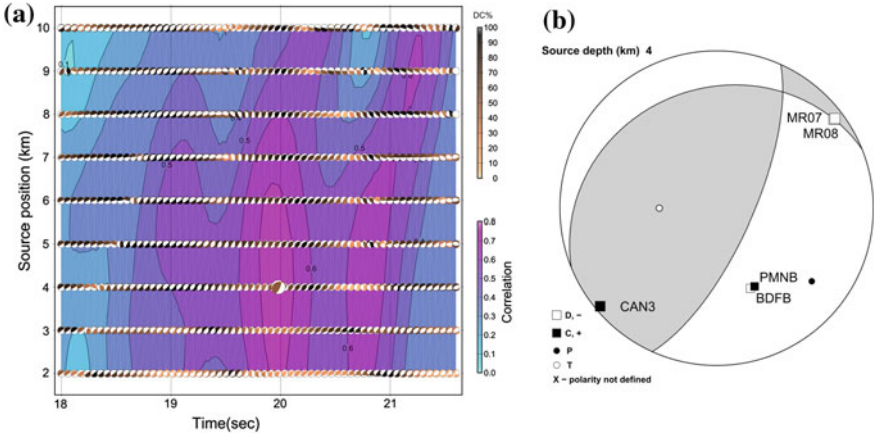 (a)
DC%
10
9
8
7
6
5
4
3
2
Source position (km)
18
19
20
21
Time(sec)
0.1
0.5
0.5
0.5
0.6
0.6
100
90
80
70
60
50
40
30
20
10
0
0.8
0.7
0.6
0.5
0.4
0.3
0.2
0.1
0.0
Correlation
(b)
Source depth (km) 4
MR07
MR08
PMNB
BDFB
CAN3
D, −
C, +
P
T
X − polarity not defined